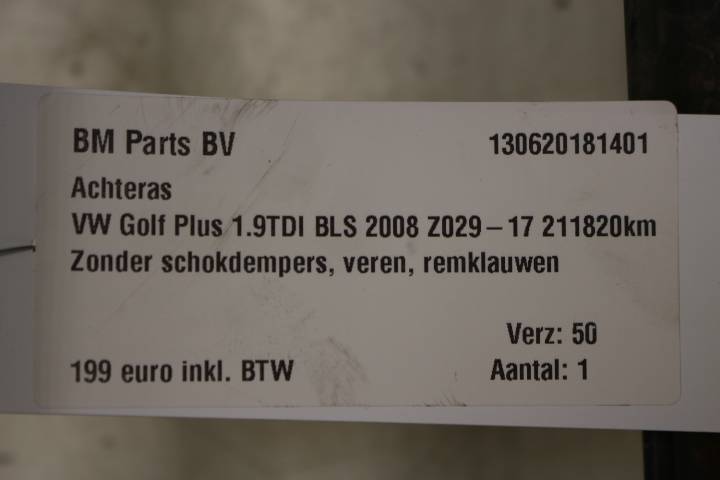 BM Parts BV 130620181401
Achteras
VW Golf Plus 1.9TDI BLS 2008 Z029-17 211820km
Zonder schokdempers, veren, remklauwen
Verz: 50
199 euro inkl. BTW Aantal: 1